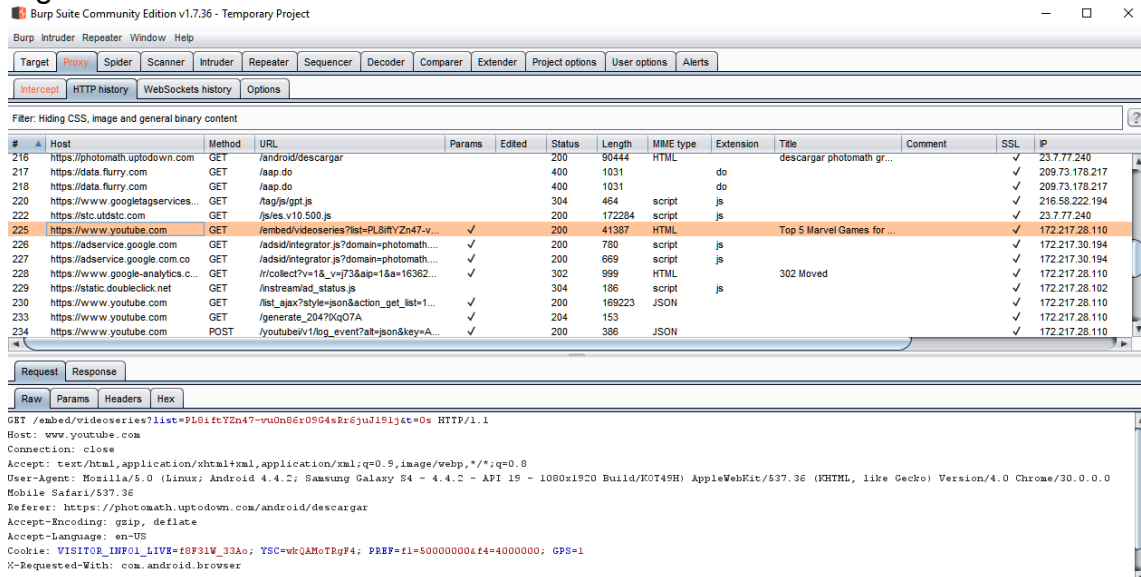 Burp Suite Community Edition v1.7.36 - Temporary Project
Burp Intruder Repeater Window Help
Target Proxy Spider Scanner Intruder Repeater Sequencer Decoder Comparer Extender Project options User options Alerts
Intercept HTTP history WebSockets history Options
Filter: Hiding CSS, image and general binary content
?
# Host Method URL Params Edited Status Length MIME type Extension Title Comment SSL IP
216 https://photomath.uptodown.com GET /android/descargar 200 90444 HTML descargar photomath gr... ✓ 23.7.77.240
217 https://data.flurry.com GET /aap.do 400 1031 do ✓ 209.73.178.217
218 https://data.flurry.com GET /aap.do 400 1031 do ✓ 209.73.178.217
220 https://www.googletagservices... GET /tag/js/gpt.js 304 464 script js ✓ 216.58.222.194
222 https://stc.utdstc.com GET /js/es.v10.500.js 200 172284 script js ✓ 23.7.77.240
225 https://www.youtube.com GET /embed/videoseries?list=PL8iftYZn47-v... ✓ 200 41387 HTML Top 5 Marvel Games for ... ✓ 172.217.28.110
226 https://adservice.google.com GET /adsid/integrator.js?domain=photomath.... ✓ 200 780 script js ✓ 172.217.30.194
227 https://adservice.google.com.co GET /adsid/integrator.js?domain=photomath.... ✓ 200 669 script js ✓ 172.217.30.194
228 https://www.google-analytics.c... GET /r/collect?v=1&_v=j73&aip=1&a=16362... ✓ 302 999 HTML 302 Moved ✓ 172.217.28.110
229 https://static.doubleclick.net GET /instream/ad_status.js 304 186 script js ✓ 172.217.28.102
230 https://www.youtube.com GET /list_ajax?style=json&action_get_list=1... ✓ 200 169223 JSON ✓ 172.217.28.110
233 https://www.youtube.com GET /generate_204?lXqO7A ✓ 204 153 ✓ 172.217.28.110
234 https://www.youtube.com POST /youtubei/v1/log_event?alt=json&key=A... ✓ 200 386 JSON ✓ 172.217.28.110
Request Response
Raw Params Headers Hex
GET /embed/videoseries?list=PL8iftYZn47-vuOn86rO9G4sRr6juJ19lj&t=0s HTTP/1.1
Host: www.youtube.com
Connection: close
Accept: text/html,application/xhtml+xml,application/xml;q=0.9,image/webp,*/*;q=0.8
User-Agent: Mozilla/5.0 (Linux; Android 4.4.2; Samsung Galaxy S4 - 4.4.2 - API 19 - 1080x1920 Build/KOT49H) AppleWebKit/537.36 (KHTML, like Gecko) Version/4.0 Chrome/30.0.0.0
Mobile Safari/537.36
Referer: https://photomath.uptodown.com/android/descargar
Accept-Encoding: gzip, deflate
Accept-Language: en-US
Cookie: VISITOR_INFO1_LIVE=f8F31W_33Ao; YSC=wkQAMoTRgF4; PREF=f1=50000000&f4=4000000; GPS=1
X-Requested-With: com.android.browser